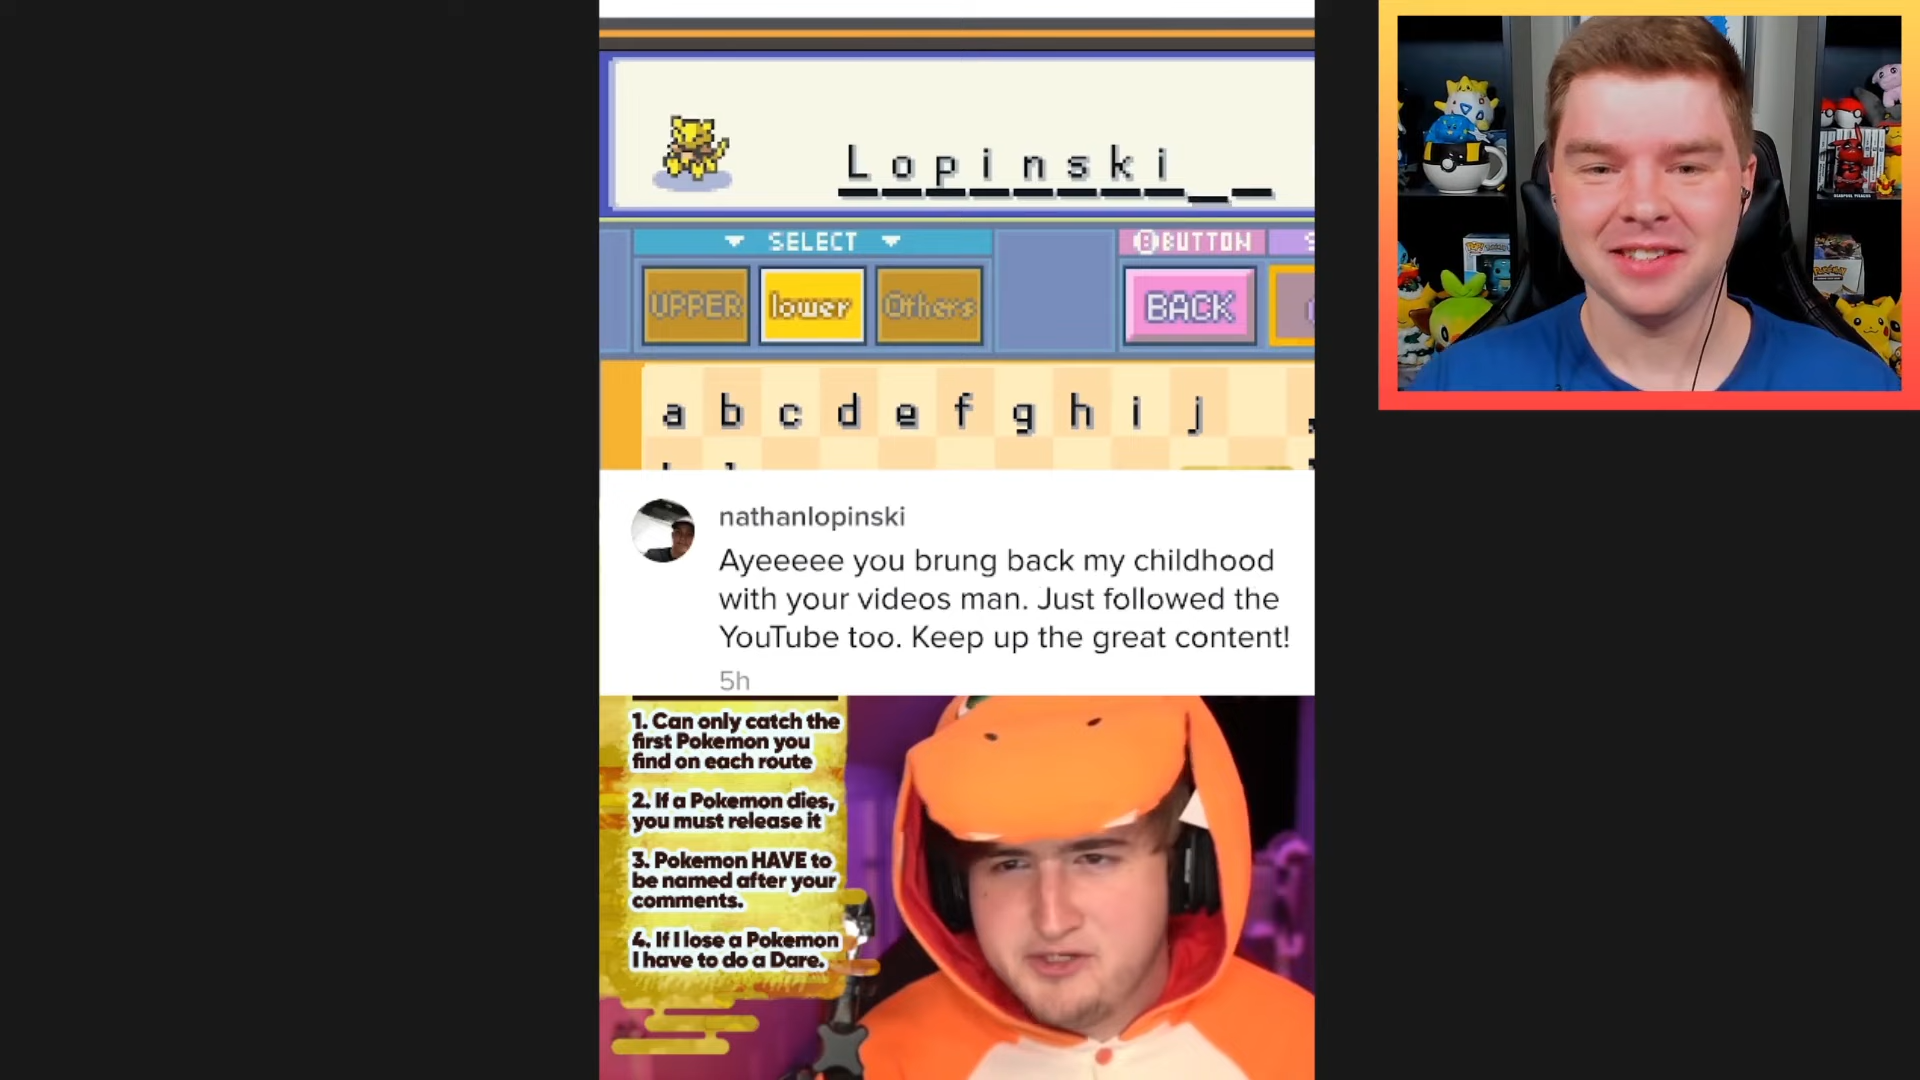 Lopinski
SELECT
BUTTON
UPPER
lower
Others
BACK
a b c d e f g h i j
nathanlopinski
Ayeeeee you brung back my childhood
with your videos man. Just followed the
YouTube too. Keep up the great content!
5h
1. Can only catch the
first Pokemon you
find on each route
2. If a Pokemon dies,
you must release it
3. Pokemon HAVE to
be named after your
comments.
4. If I lose a Pokemon
I have to do a Dare.